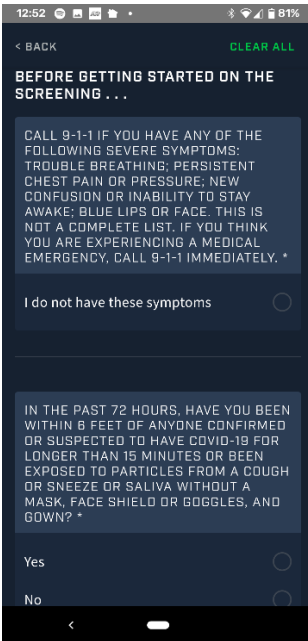 12:52 81%
< BACK CLEAR ALL
BEFORE GETTING STARTED ON THE
SCREENING . . .
CALL 9-1-1 IF YOU HAVE ANY OF THE
FOLLOWING SEVERE SYMPTOMS:
TROUBLE BREATHING; PERSISTENT
CHEST PAIN OR PRESSURE; NEW
CONFUSION OR INABILITY TO STAY
AWAKE; BLUE LIPS OR FACE. THIS IS
NOT A COMPLETE LIST. IF YOU THINK
YOU ARE EXPERIENCING A MEDICAL
EMERGENCY, CALL 9-1-1 IMMEDIATELY. *
I do not have these symptoms
IN THE PAST 72 HOURS, HAVE YOU BEEN
WITHIN 6 FEET OF ANYONE CONFIRMED
OR SUSPECTED TO HAVE COVID-19 FOR
LONGER THAN 15 MINUTES OR BEEN
EXPOSED TO PARTICLES FROM A COUGH
OR SNEEZE OR SALIVA WITHOUT A
MASK, FACE SHIELD OR GOGGLES, AND
GOWN? *
Yes
No